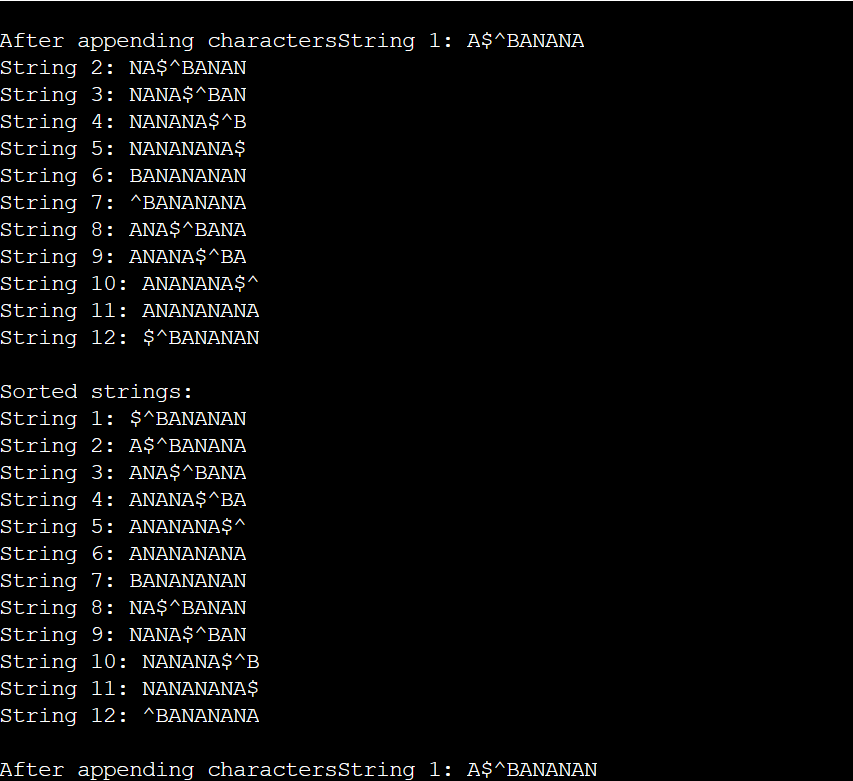 After appending charactersString 1: A$^BANANA
String 2: NA$^BANAN
String 3: NANA$^BAN
String 4: NANANA$^B
String 5: NANANANA$
String 6: BANANANAN
String 7: ^BANANANA
String 8: ANA$^BANA
String 9: ANANA$^BA
String 10: ANANANA$^
String 11: ANANANANA
String 12: $^BANANAN
Sorted strings:
String 1: $^BANANAN
String 2: A$^BANANA
String 3: ANA$^BANA
String 4: ANANA$^BA
String 5: ANANANA$^
String 6: ANANANANA
String 7: BANANANAN
String 8: NA$^BANAN
String 9: NANA$^BAN
String 10: NANANA$^B
String 11: NANANANA$
String 12: ^BANANANA
After appending charactersString 1: A$^BANANAN